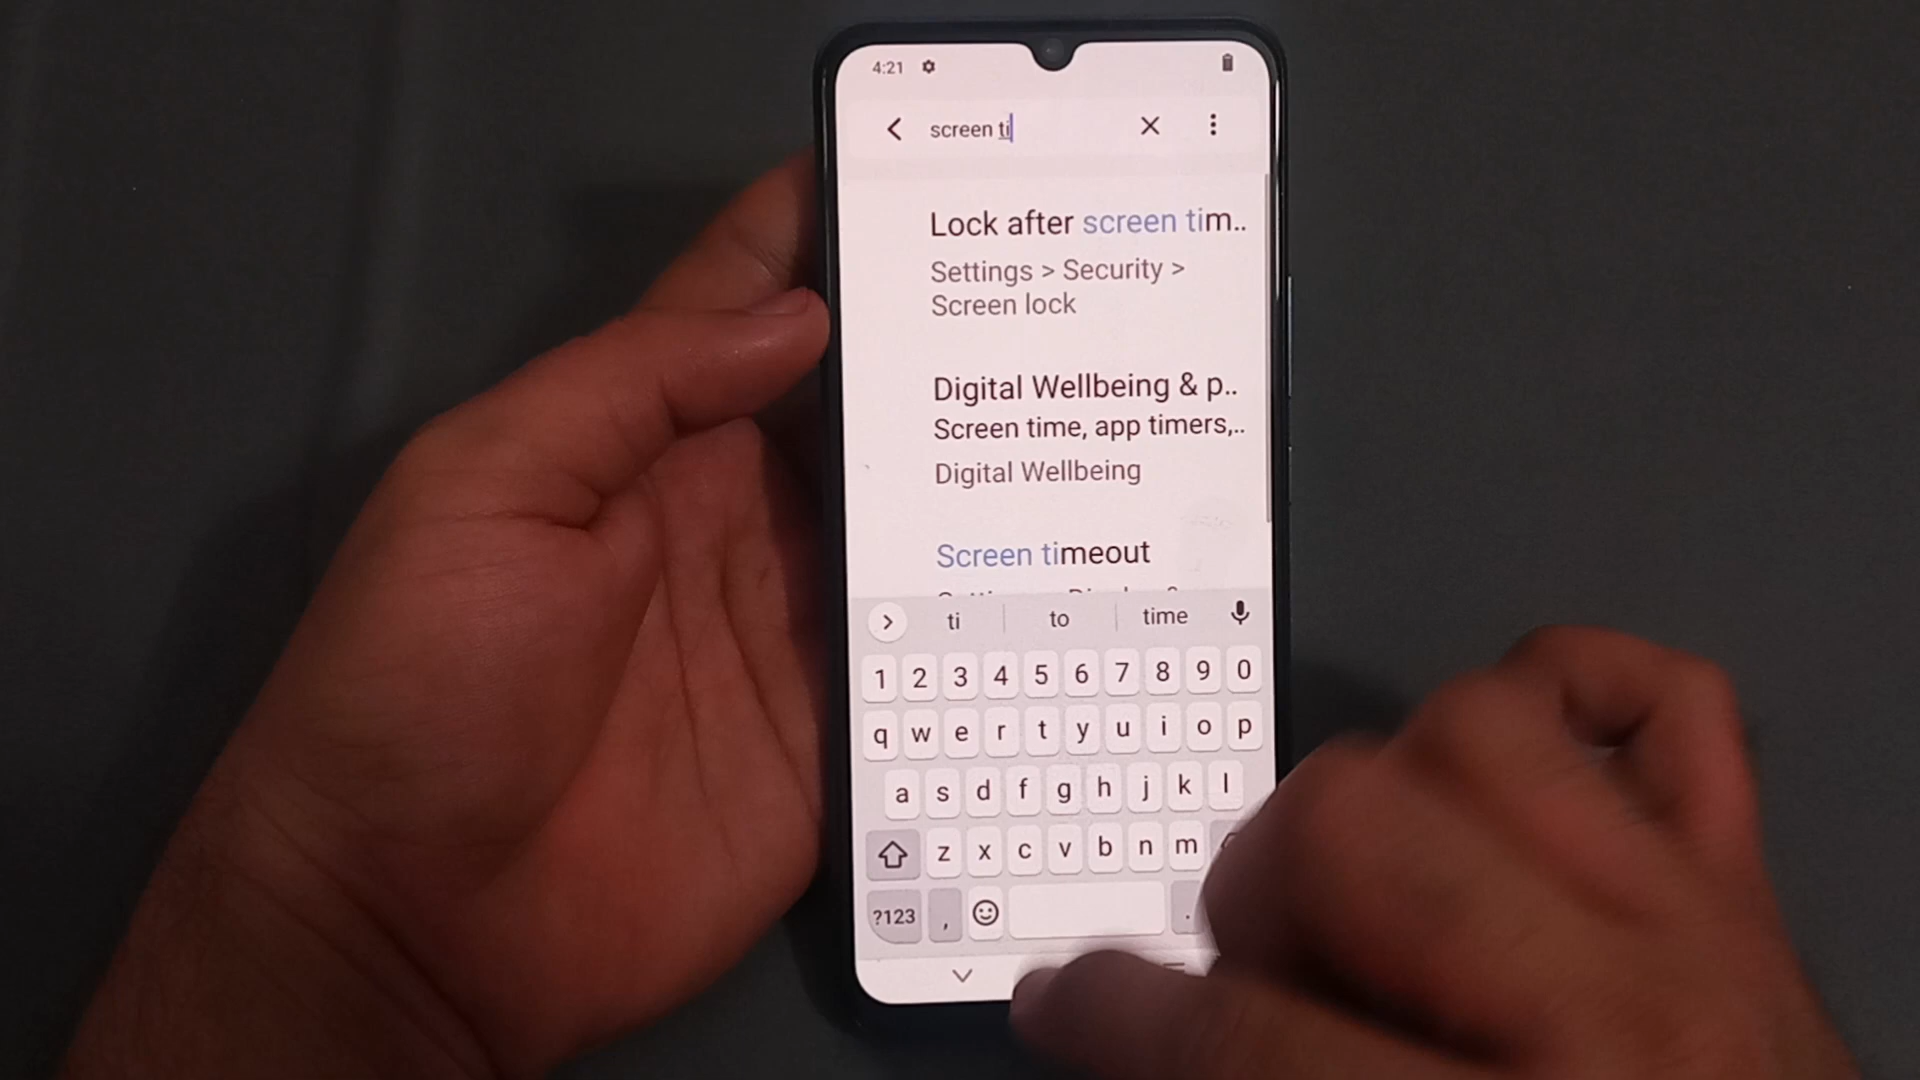 4:21
screen ti
Lock after screen tim..
Settings > Security >
Screen lock
Digital Wellbeing & p..
Screen time, app timers,..
Digital Wellbeing
Screen timeout
ti to time
1 2 3 4 5 6 7 8 9 0
q w e r t y u i o p
a s d f g h j k l
z x c v b n m
?123 , .